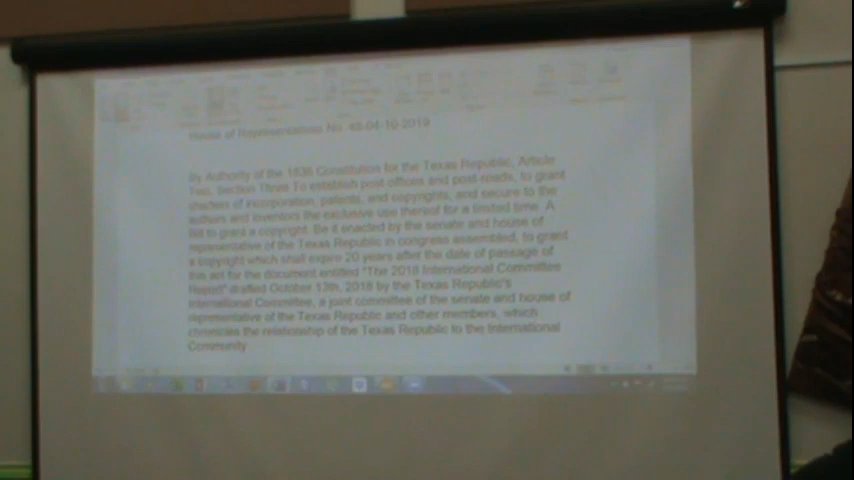 House of Representatives No. 48-04-10-2019
By Authority of the 1836 Constitution for the Texas Republic, Article
Two, Section Three To establish post offices and post roads, to grant
charters of incorporation, patents, and copyrights, and secure to the
authors and inventors the exclusive use thereof for a limited time. A
Bill to grant a copyright. Be it enacted by the senate and house of
representative of the Texas Republic in congress assembled, to grant
a copyright which shall expire 20 years after the date of passage of
this act for the document entitled "The 2018 International Committee
Report" drafted October 13th, 2018 by the Texas Republic's
International Committee, a joint committee of the senate and house of
representative of the Texas Republic and other members, which
chronicles the relationship of the Texas Republic to the International
Community